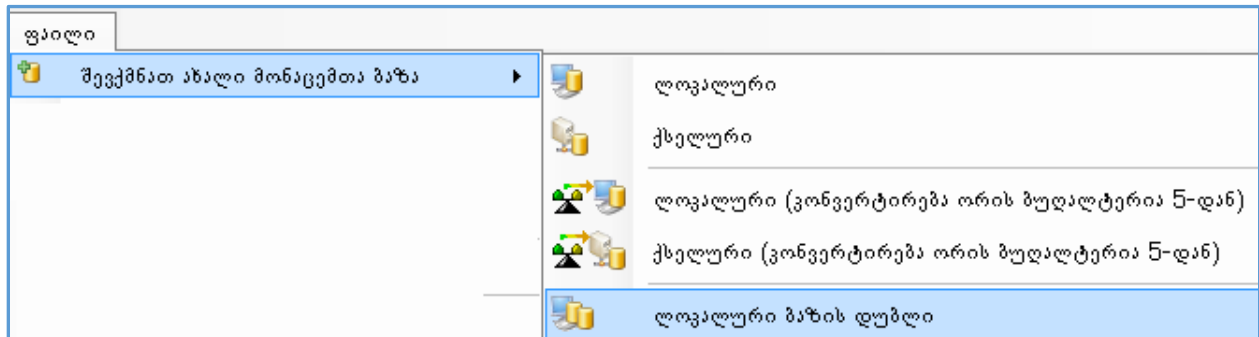 ფაილი
შევქმნათ ახალი მონაცემთა ბაზა
ლოკალური
ქსელური
ლოკალური (კონვერტირება ორის ბუღალტერია 5-დან)
ქსელური (კონვერტირება ორის ბუღალტერია 5-დან)
ლოკალური ბაზის დუბლი